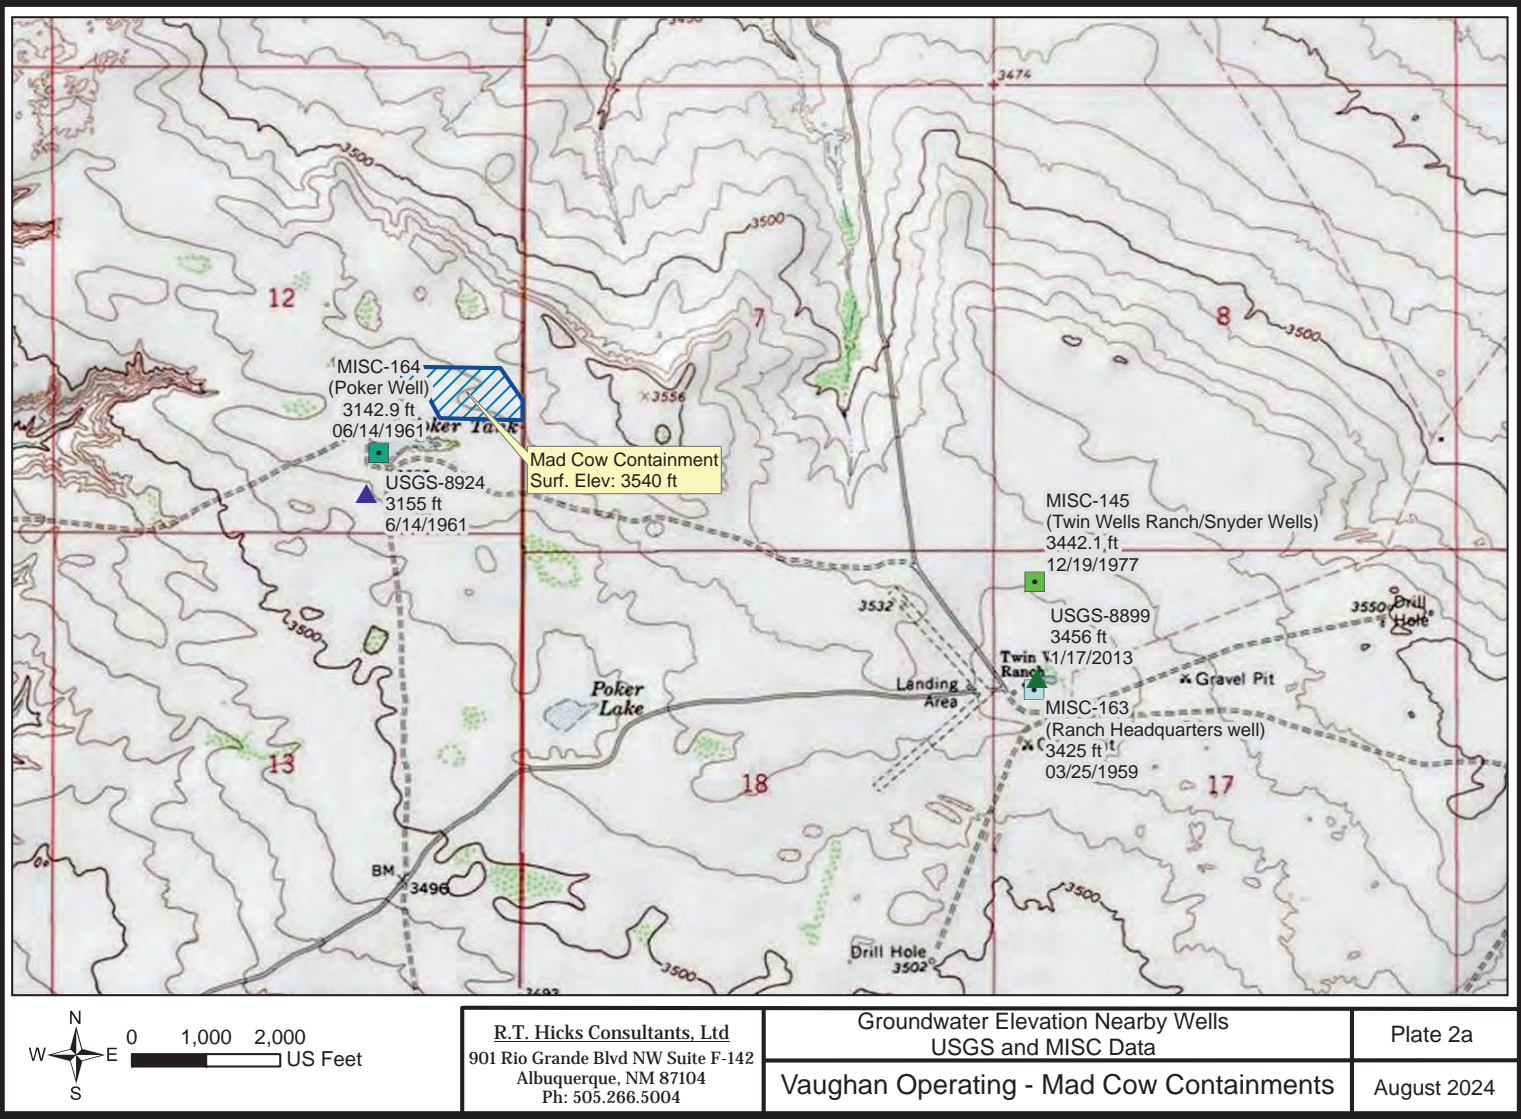 3474
3500
3500
12
7
8
3500
MISC-164
(Poker Well)
3142.9 ft
06/14/1961
3556
Mad Cow Containment
Surf. Elev: 3540 ft
USGS-8924
3155 ft
6/14/1961
MISC-145
(Twin Wells Ranch/Snyder Wells)
3442.1 ft
12/19/1977
3532
3550
Drill
Hole
USGS-8899
3456 ft
1/17/2013
3500
Twin
Ranch
Landing
Area
Gravel Pit
Poker
Lake
MISC-163
(Ranch Headquarters well)
3425 ft
03/25/1959
13
18
17
BM
3496
3500
Drill Hole
3502
3500
N
W
E
S
0 1,000 2,000
US Feet
R.T. Hicks Consultants, Ltd
901 Rio Grande Blvd NW Suite F-142
Albuquerque, NM 87104
Ph: 505.266.5004
Groundwater Elevation Nearby Wells
USGS and MISC Data
Vaughan Operating - Mad Cow Containments
Plate 2a
August 2024